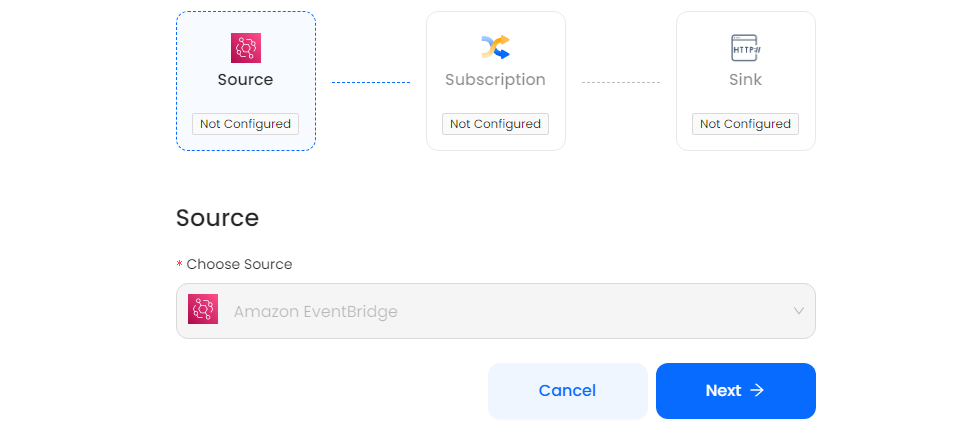 HTTP://
Source
Subscription
Sink
Not Configured
Not Configured
Not Configured
Source
* Choose Source
Amazon EventBridge
Cancel
Next